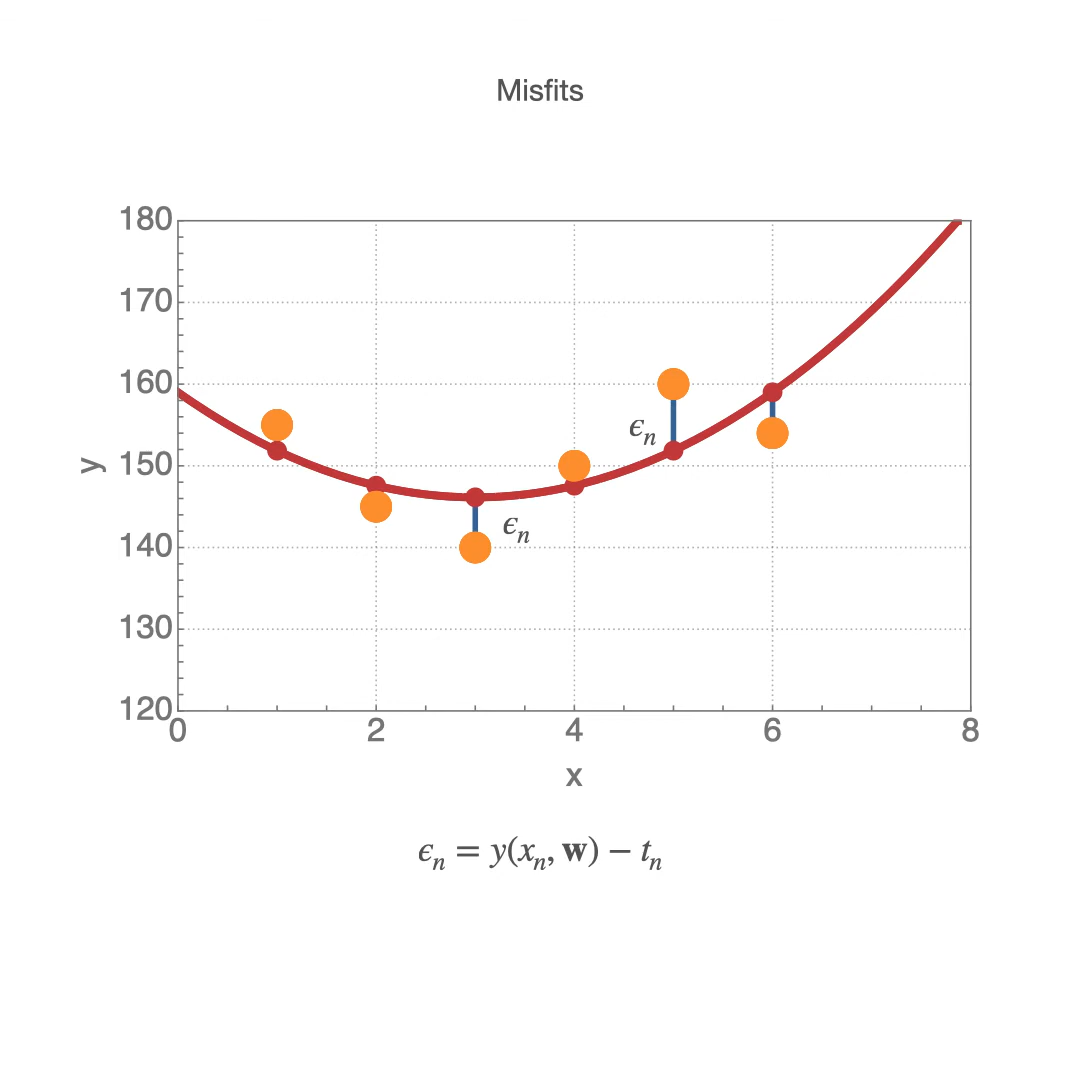 Misfits
180
170
160
150
140
130
120
y
ϵn
ϵn
0 2 4 6 8
x
ϵn = y(xn, w) − tn